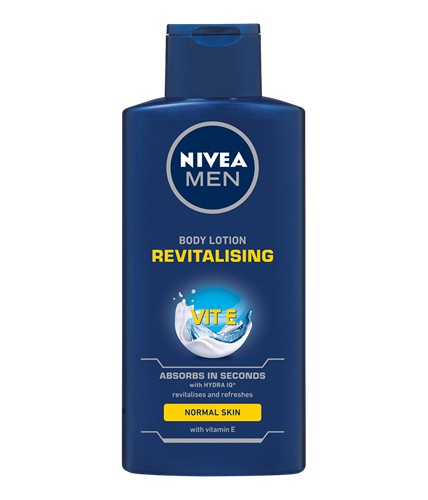 NIVEA
MEN
BODY LOTION
REVITALISING
VIT E
ABSORBS IN SECONDS
with HYDRA IQ®
revitalises and refreshes
NORMAL SKIN
with vitamin E